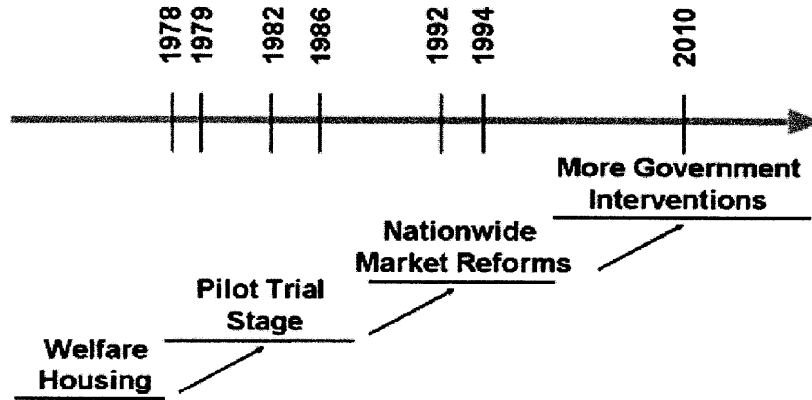 1978
1979
1982
1986
1992
1994
2010
More Government
Interventions
Nationwide
Market Reforms
Pilot Trial
Stage
Welfare
Housing